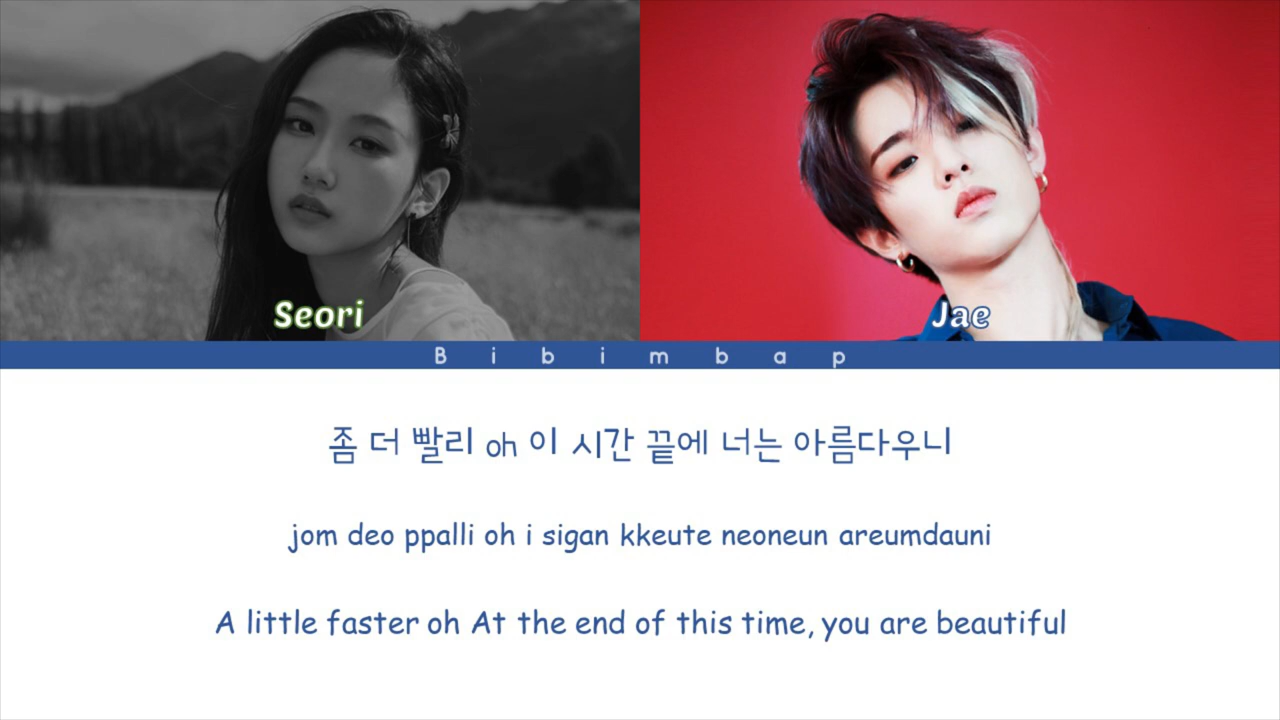 Seori
Jae
Bibimbap
좀 더 빨리 oh 이 시간 끝에 너는 아름다우니
jom deo ppalli oh i sigan kkeute neoneun areumdauni
A little faster oh At the end of this time, you are beautiful